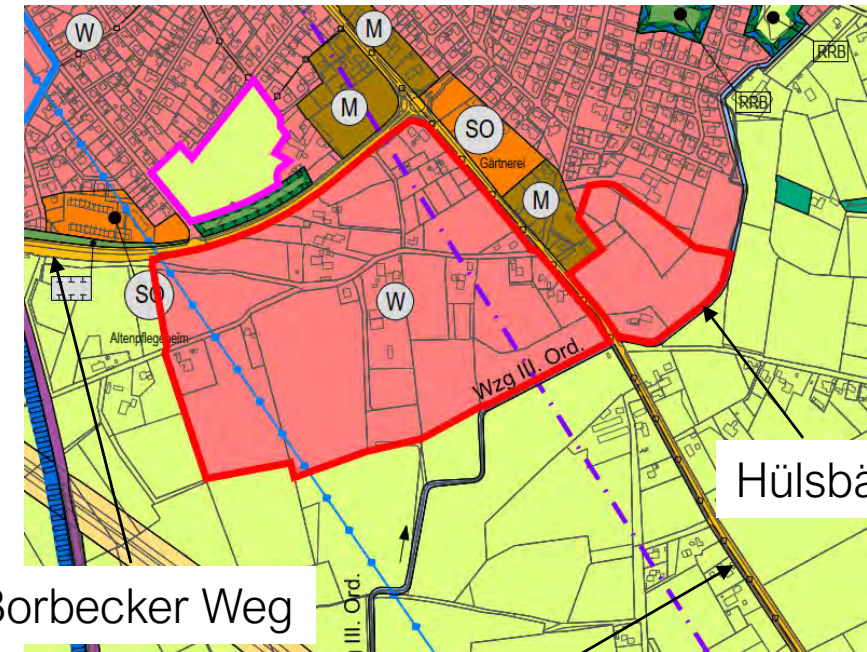 W
M
RRB
RRB
M
SO
Gärtnerei
M
SO
Altenpflegeheim
W
Wzg III. Ord.
Hülsbä
Borbecker Weg
III. Ord.